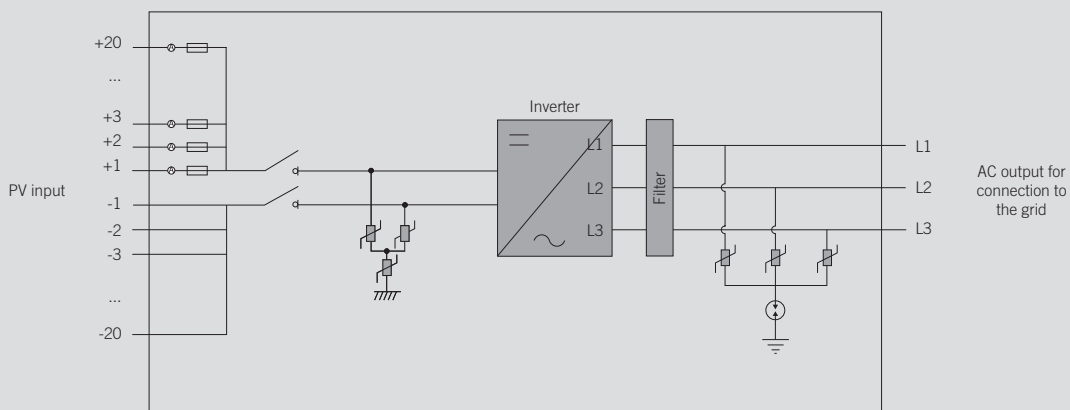 PV input
+20
...
+3
+2
+1
-1
-2
-3
...
-20
Inverter
L1
L2
L3
Filter
L1
L2
L3
AC output for
connection to
the grid